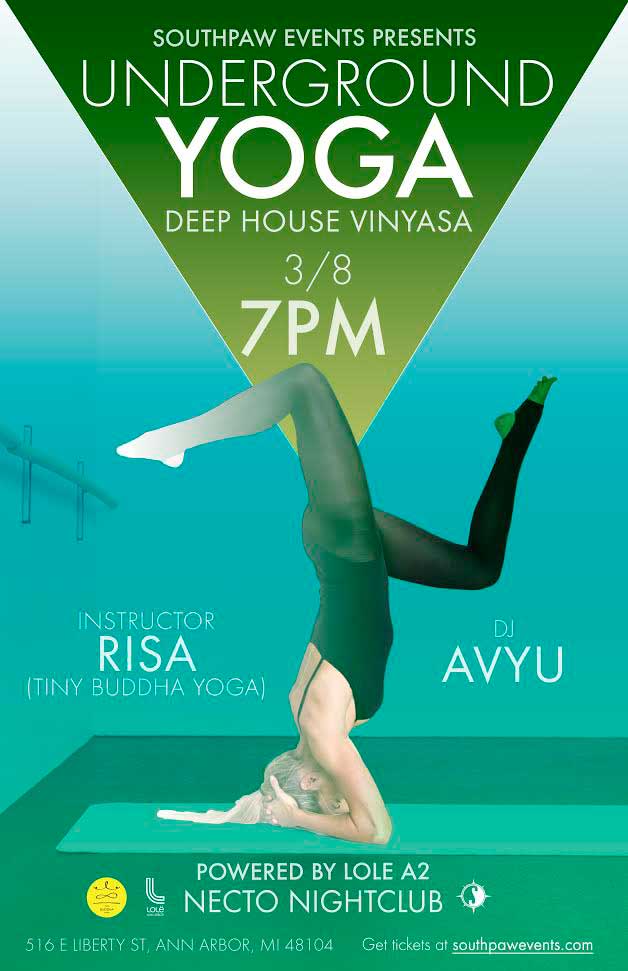 SOUTHPAW EVENTS PRESENTS
UNDERGROUND
YOGA
DEEP HOUSE VINYASA
3/8
7PM
INSTRUCTOR
RISA
(TINY BUDDHA YOGA)
DJ
AVYU
POWERED BY LOLE A2
NECTO NIGHTCLUB
lolë
516 E LIBERTY ST, ANN ARBOR, MI 48104 Get tickets at southpawevents.com